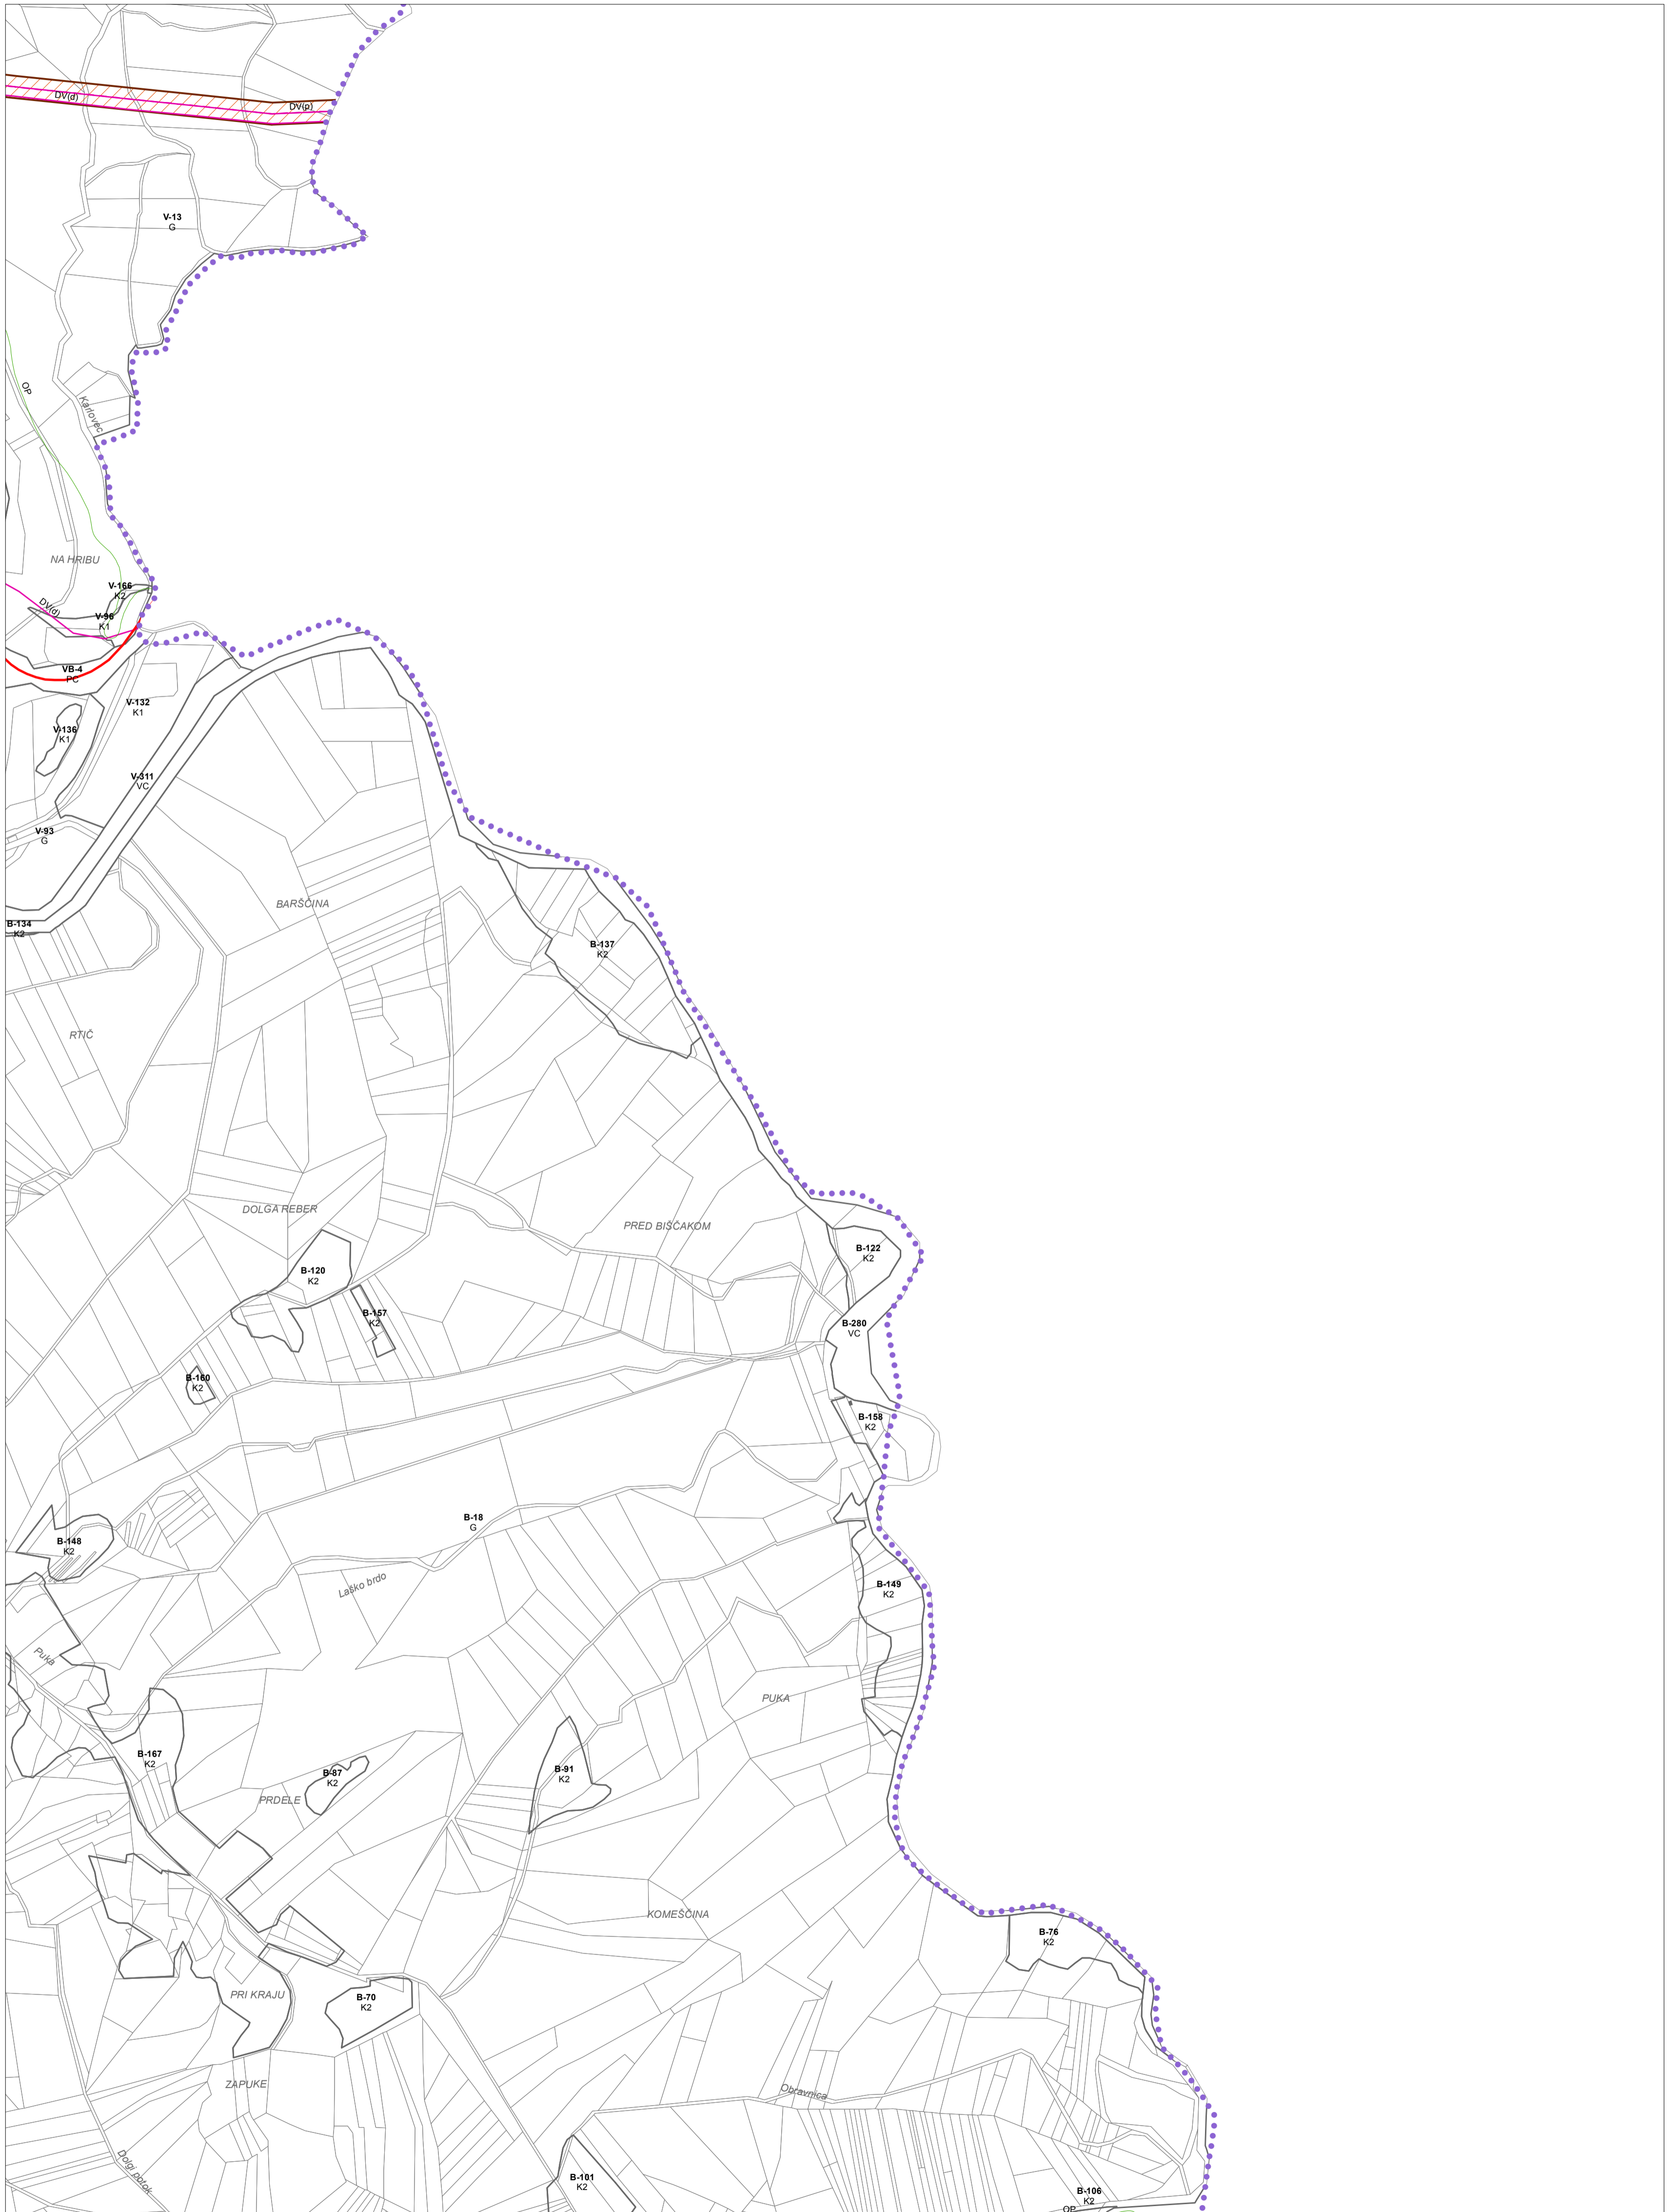 DV(d)
DV(p)
V-13
G
OP
Karlovec
NA HRIBU
V-166
K2
DV(d)
V-96
K1
VB-4
PC
V-132
K1
V-136
K1
V-311
VC
V-93
G
BARŠČINA
B-134
K2
B-137
K2
RTIČ
DOLGA REBER
PRED BIŠČAKOM
B-122
K2
B-120
K2
B-157
K2
B-280
VC
B-160
K2
B-158
K2
B-18
G
B-148
K2
Laško brdo
B-149
K2
Puka
PUKA
B-167
K2
B-87
K2
B-91
K2
PRDELE
KOMEŠČINA
B-76
K2
PRI KRAJU
B-70
K2
ZAPUKE
Obravnica
Dolgi potok
B-101
K2
B-106
K2
OP